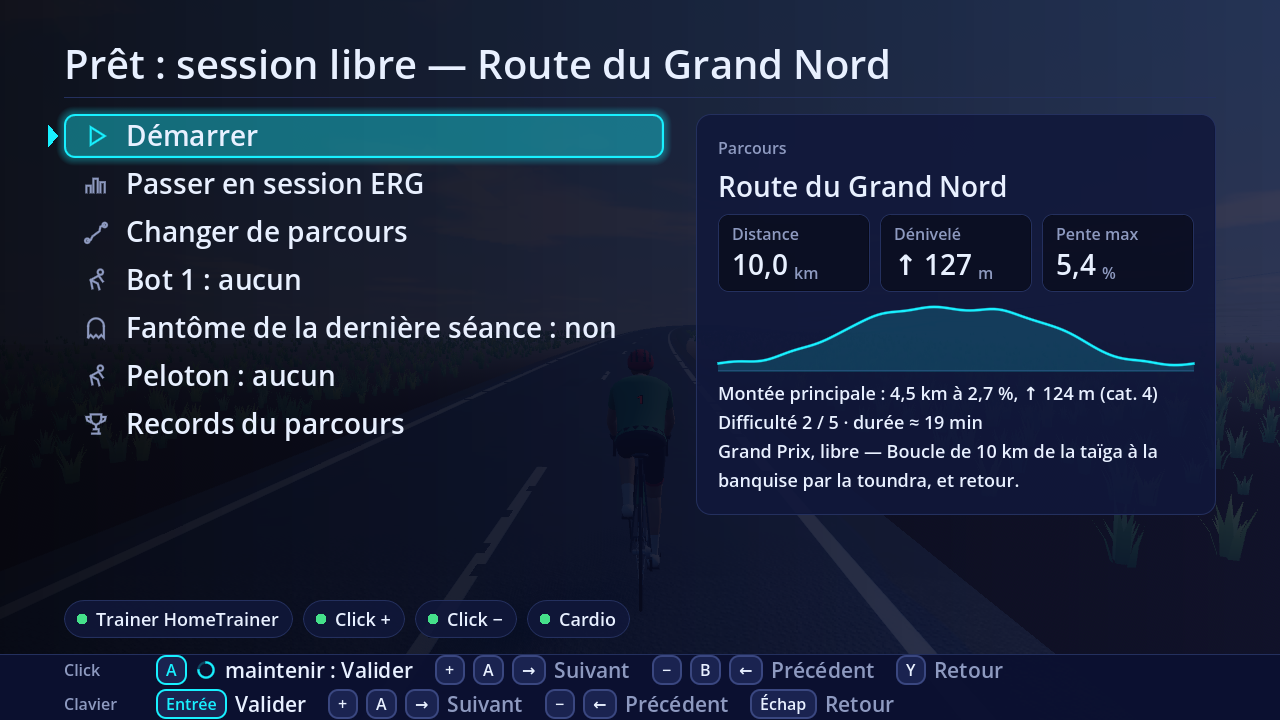 Prêt : session libre — Route du Grand Nord
Démarrer
Passer en session ERG
Changer de parcours
Bot 1 : aucun
Fantôme de la dernière séance : non
Peloton : aucun
Records du parcours
Parcours
Route du Grand Nord
Distance
10,0 km
Dénivelé
↑ 127 m
Pente max
5,4 %
Montée principale : 4,5 km à 2,7 %, ↑ 124 m (cat. 4)
Difficulté 2 / 5 · durée ≈ 19 min
Grand Prix, libre — Boucle de 10 km de la taïga à la
banquise par la toundra, et retour.
Trainer HomeTrainer
Click +
Click −
Cardio
Click A maintenir : Valider + A → Suivant − B ← Précédent Y Retour
Clavier Entrée Valider + A → Suivant − ← Précédent Échap Retour